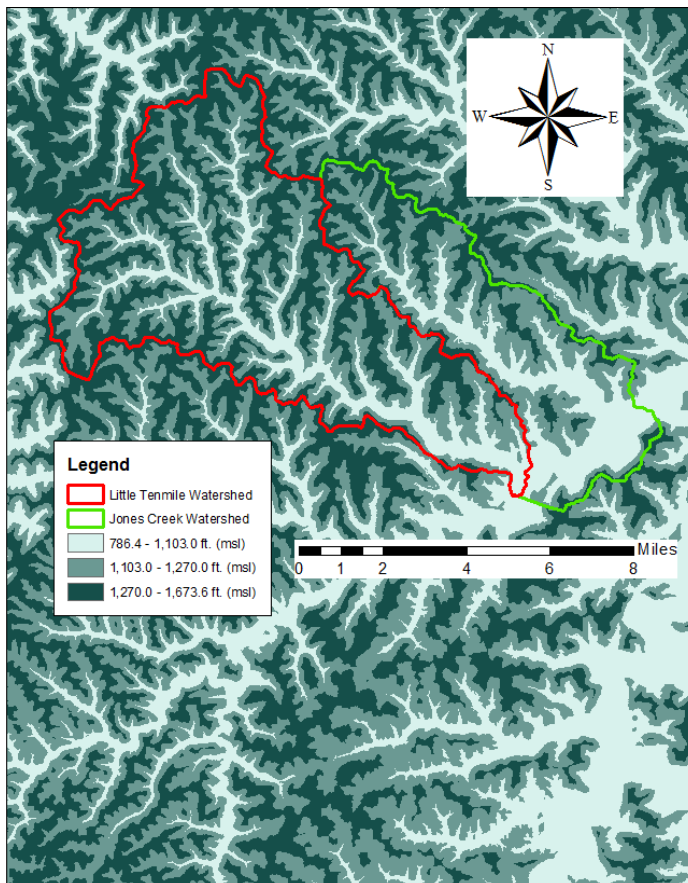 N
W E
S
Legend
Little Tenmile Watershed
Jones Creek Watershed
786.4 - 1,103.0 ft. (msl)
1,103.0 - 1,270.0 ft. (msl)
1,270.0 - 1,673.6 ft. (msl)
Miles
0 1 2 4 6 8